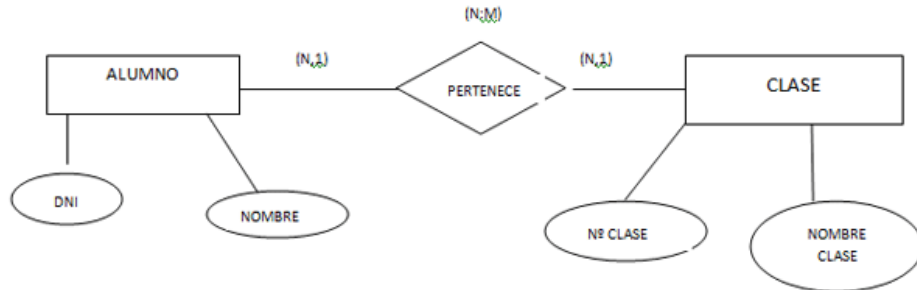 (N:M)
(N,1)
(N,1)
ALUMNO
PERTENECE
CLASE
DNI
NOMBRE
Nº CLASE
NOMBRE
CLASE